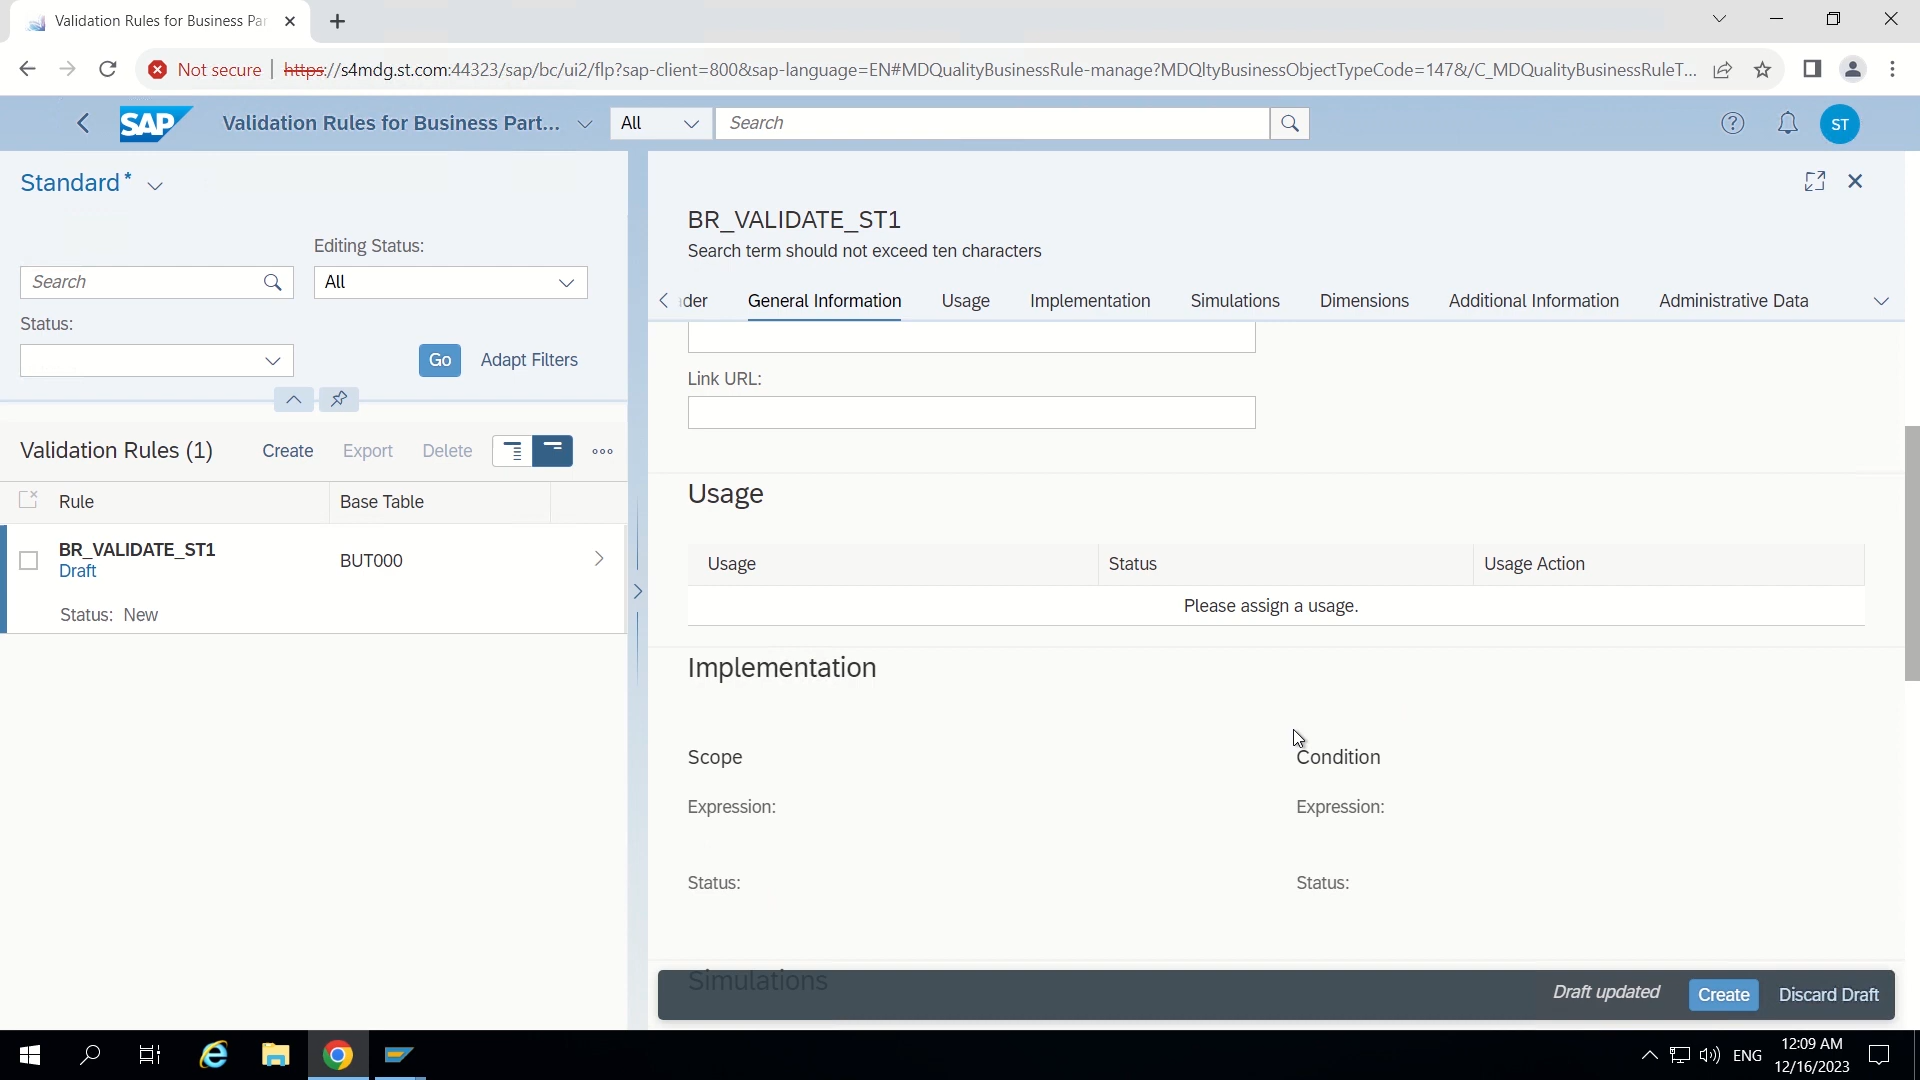 Validation Rules for Business Pa
Not secure
https://s4mdg.st.com:44323/sap/bc/ui2/flp?sap-client=800&sap-language=EN#MDQualityBusinessRule-manage?MDQltyBusinessObjectTypeCode=147&/C_MDQualityBusinessRuleT...
SAP
Validation Rules for Business Part...
All
Search
ST
Standard*
Editing Status:
Search
All
Status:
Go
Adapt Filters
Validation Rules (1)
Create
Export
Delete
Rule
Base Table
BR_VALIDATE_ST1
Draft
BUT000
Status: New
BR_VALIDATE_ST1
Search term should not exceed ten characters
der
General Information
Usage
Implementation
Simulations
Dimensions
Additional Information
Administrative Data
Link URL:
Usage
Usage
Status
Usage Action
Please assign a usage.
Implementation
Scope
Condition
Expression:
Expression:
Status:
Status:
Simulations
Draft updated
Create
Discard Draft
ENG
12:09 AM
12/16/2023